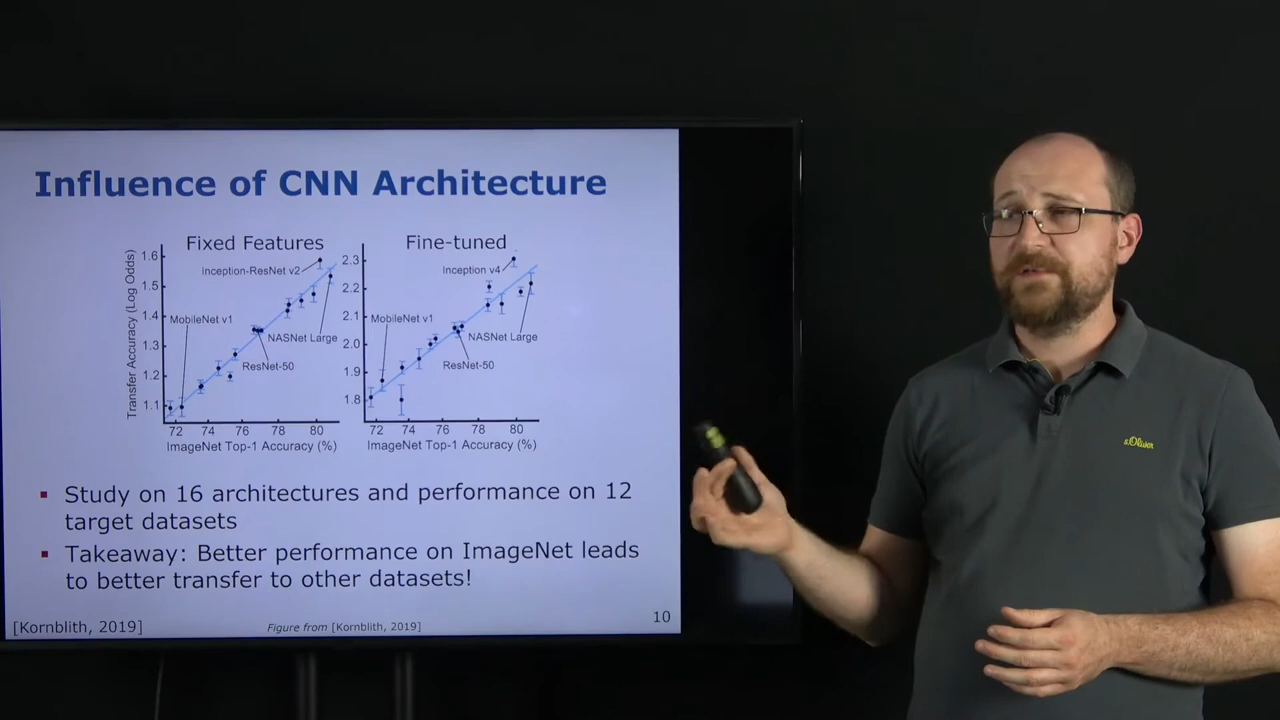 Influence of CNN Architecture
Fixed Features
Fine-tuned
Transfer Accuracy (Log Odds)
1.6
1.5
1.4
1.3
1.2
1.1
Inception-ResNet v2
MobileNet v1
NASNet Large
ResNet-50
72 74 76 78 80
ImageNet Top-1 Accuracy (%)
2.3
2.2
2.1
2.0
1.9
1.8
Inception v4
MobileNet v1
NASNet Large
ResNet-50
72 74 76 78 80
ImageNet Top-1 Accuracy (%)
▪ Study on 16 architectures and performance on 12
target datasets
▪ Takeaway: Better performance on ImageNet leads
to better transfer to other datasets!
[Kornblith, 2019]
Figure from [Kornblith, 2019]
10
s.Oliver